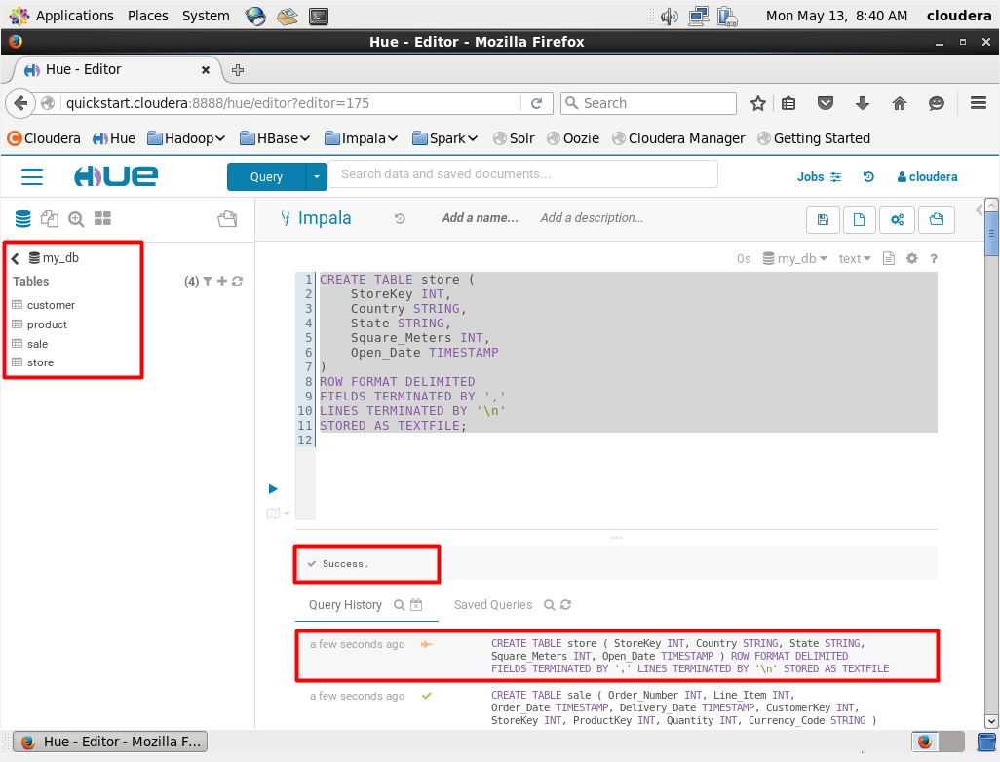 Applications Places System Mon May 13, 8:40 AM cloudera
Hue - Editor - Mozilla Firefox
Hue - Editor
quickstart.cloudera:8888/hue/editor?editor=175 Search
Cloudera Hue Hadoop HBase Impala Spark Solr Oozie Cloudera Manager Getting Started
HUE Query Search data and saved documents... Jobs cloudera
Impala Add a name... Add a description...
my_db
Tables (4)
customer
product
sale
store
0s my_db text ?
1 CREATE TABLE store (
2 StoreKey INT,
3 Country STRING,
4 State STRING,
5 Square_Meters INT,
6 Open_Date TIMESTAMP
7 )
8 ROW FORMAT DELIMITED
9 FIELDS TERMINATED BY ','
10 LINES TERMINATED BY '\n'
11 STORED AS TEXTFILE;
12
Success.
Query History Saved Queries
a few seconds ago CREATE TABLE store ( StoreKey INT, Country STRING, State STRING,
Square_Meters INT, Open_Date TIMESTAMP ) ROW FORMAT DELIMITED
FIELDS TERMINATED BY ',' LINES TERMINATED BY '\n' STORED AS TEXTFILE
a few seconds ago CREATE TABLE sale ( Order_Number INT, Line_Item INT,
Order_Date TIMESTAMP, Delivery_Date TIMESTAMP, CustomerKey INT,
StoreKey INT, ProductKey INT, Quantity INT, Currency_Code STRING )
Hue - Editor - Mozilla F...